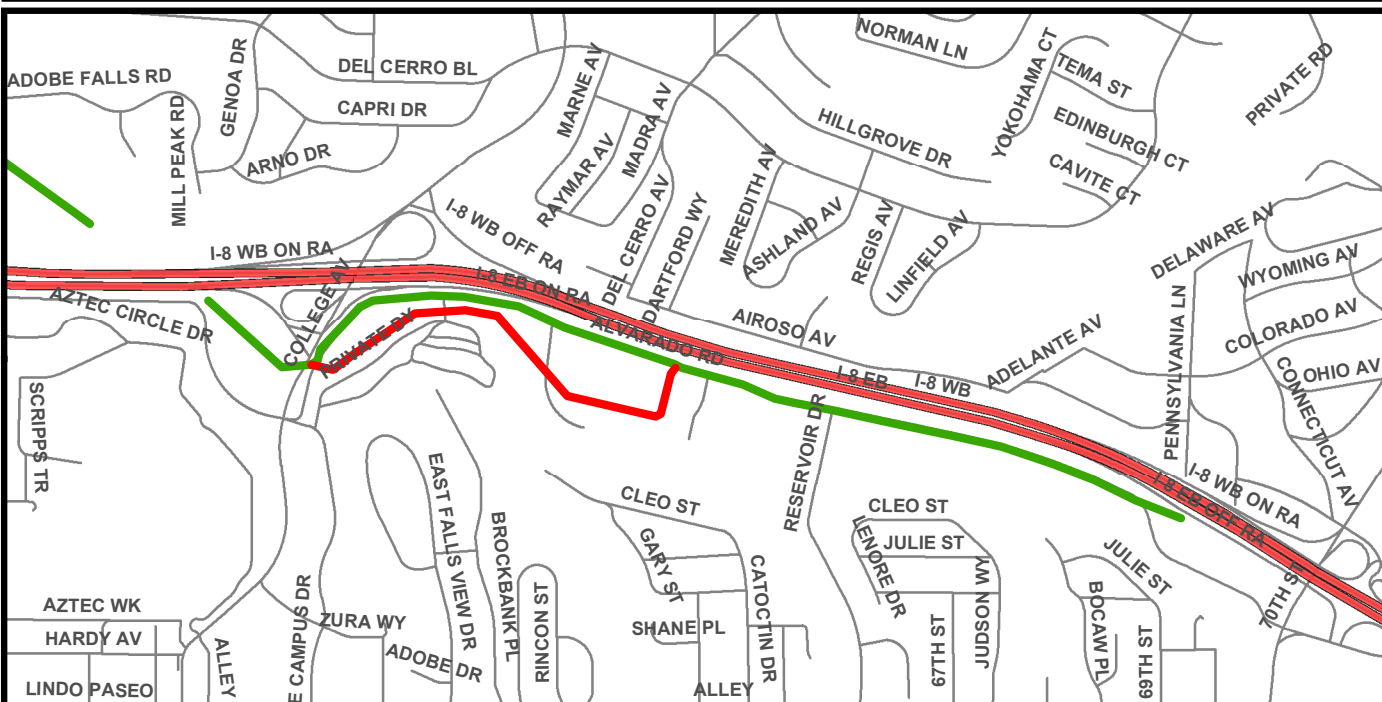 NORMAN LN
YOKOHAMA CT
TEMA ST
PRIVATE RD
ADOBE FALLS RD
GENOA DR
DEL CERRO BL
MARNE AV
CAPRI DR
MILL PEAK RD
MADRA AV
HILLGROVE DR
EDINBURGH CT
ARNO DR
RAYMAR AV
CAVITE CT
MEREDITH AV
ASHLAND AV
REGIS AV
LINFIELD AV
I-8 WB OFF RA
DEL CERRO AV
DARTFORD WY
DELAWARE AV
WYOMING AV
I-8 WB ON RA
I-8 EB ON RA
COLLEGE AV
AZTEC CIRCLE DR
PRIVATE DY
ALVARADO RD
AIROSO AV
ADELANTE AV
PENNSYLVANIA LN
COLORADO AV
OHIO AV
CONNECTICUT AV
I-8 EB
I-8 WB
SCRIPPS TR
RESERVOIR DR
EAST FALLS VIEW DR
BROCKBANK PL
CLEO ST
CLEO ST
I-8 WB ON RA
I-8 EB OFF RA
GARY ST
CATOCTIN DR
LENORE DR
JULIE ST
JUDSON WY
JULIE ST
BOCAW PL
70TH ST
AZTEC WK
HARDY AV
LINDO PASEO
ALLEY
E CAMPUS DR
ZURA WY
ADOBE DR
RINCON ST
SHANE PL
ALLEY
67TH ST
69TH ST